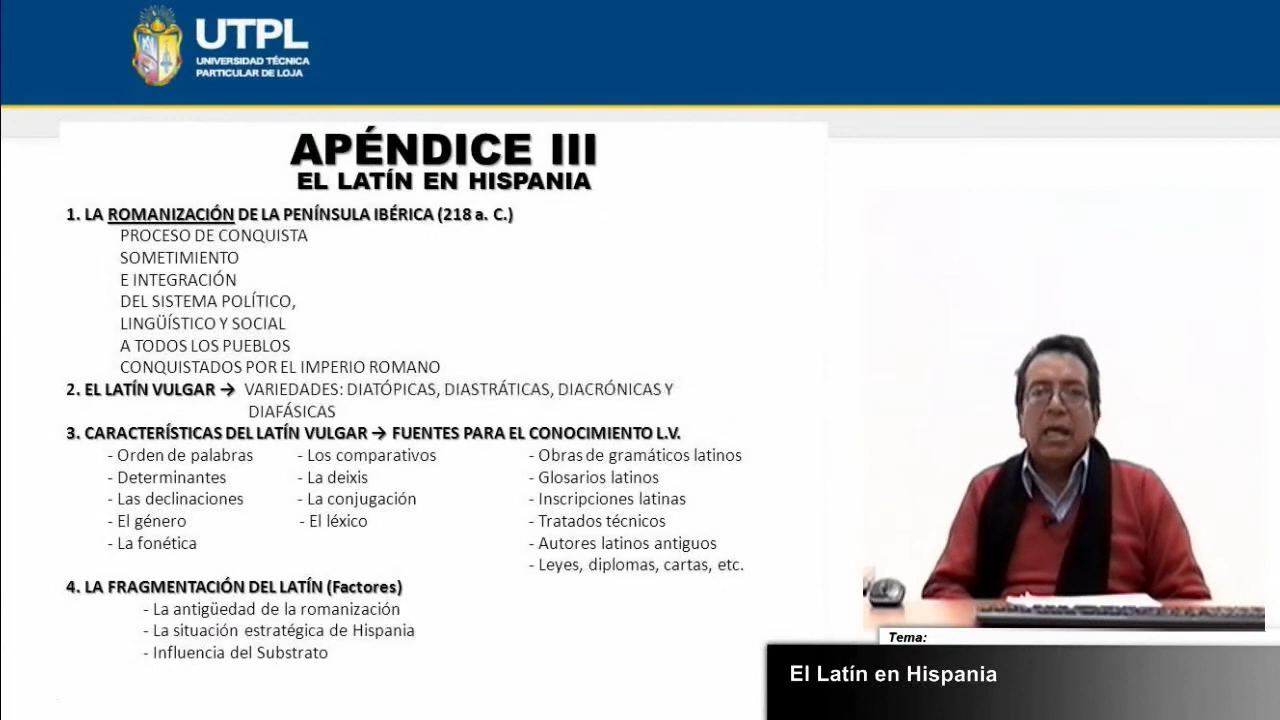 UTPL
UNIVERSIDAD TÉCNICA
PARTICULAR DE LOJA
APÉNDICE III
EL LATÍN EN HISPANIA
1. LA ROMANIZACIÓN DE LA PENÍNSULA IBÉRICA (218 a. C.)
PROCESO DE CONQUISTA
SOMETIMIENTO
E INTEGRACIÓN
DEL SISTEMA POLÍTICO,
LINGÜÍSTICO Y SOCIAL
A TODOS LOS PUEBLOS
CONQUISTADOS POR EL IMPERIO ROMANO
2. EL LATÍN VULGAR → VARIEDADES: DIATÓPICAS, DIASTRÁTICAS, DIACRÓNICAS Y
DIAFÁSICAS
3. CARACTERÍSTICAS DEL LATÍN VULGAR → FUENTES PARA EL CONOCIMIENTO L.V.
- Orden de palabras - Los comparativos - Obras de gramáticos latinos
- Determinantes - La deixis - Glosarios latinos
- Las declinaciones - La conjugación - Inscripciones latinas
- El género - El léxico - Tratados técnicos
- La fonética - Autores latinos antiguos
- Leyes, diplomas, cartas, etc.
4. LA FRAGMENTACIÓN DEL LATÍN (Factores)
- La antigüedad de la romanización
- La situación estratégica de Hispania
- Influencia del Substrato
Tema:
El Latín en Hispania